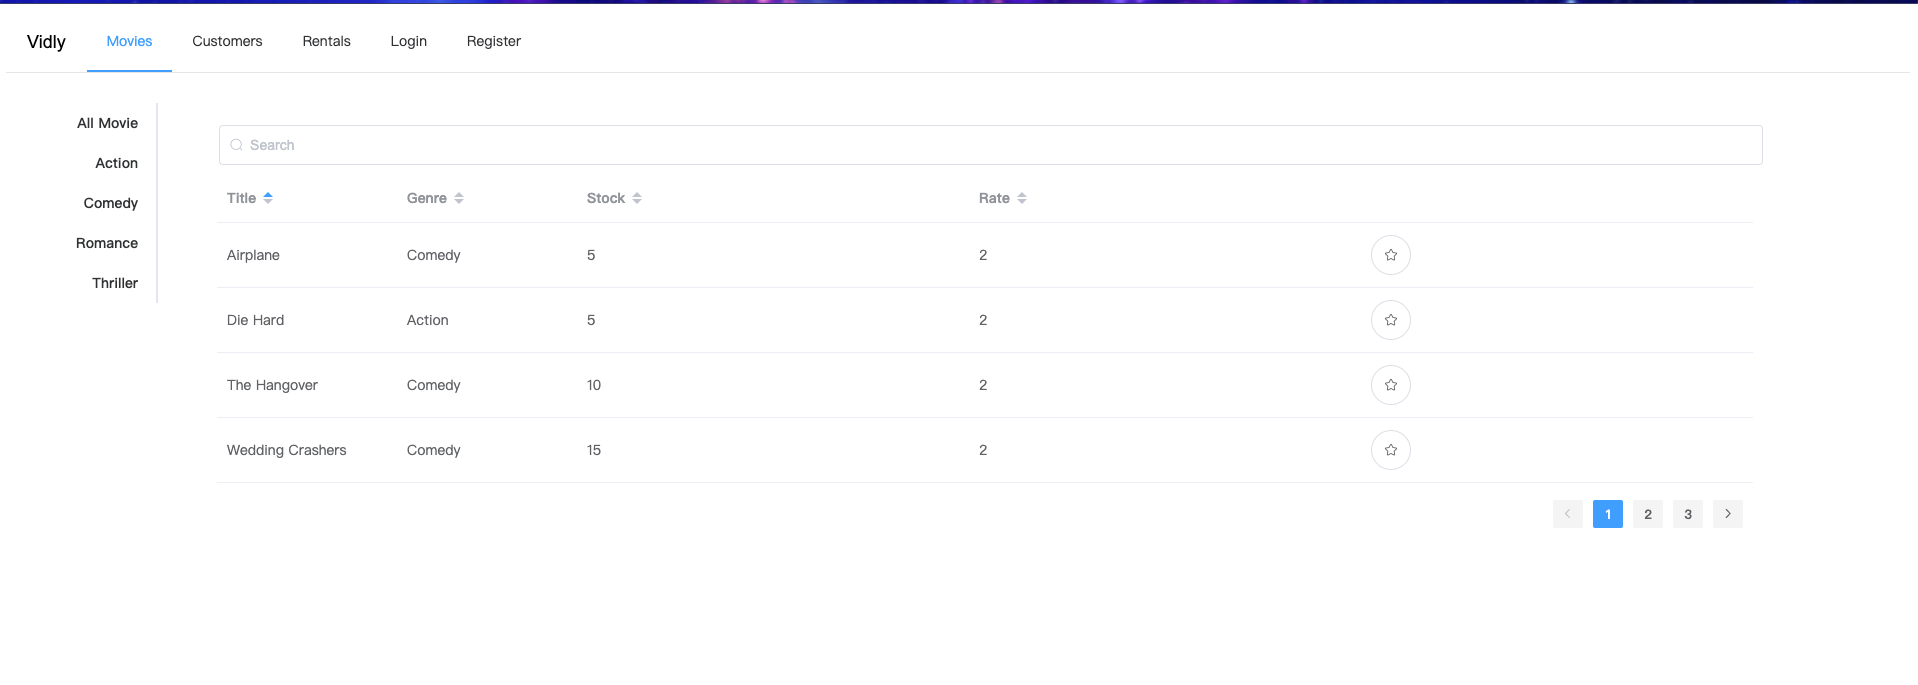 Vidly Movies Customers Rentals Login Register
All Movie
Action
Comedy
Romance
Thriller
Search
Title Genre Stock Rate
Airplane Comedy 5 2
Die Hard Action 5 2
The Hangover Comedy 10 2
Wedding Crashers Comedy 15 2
1 2 3